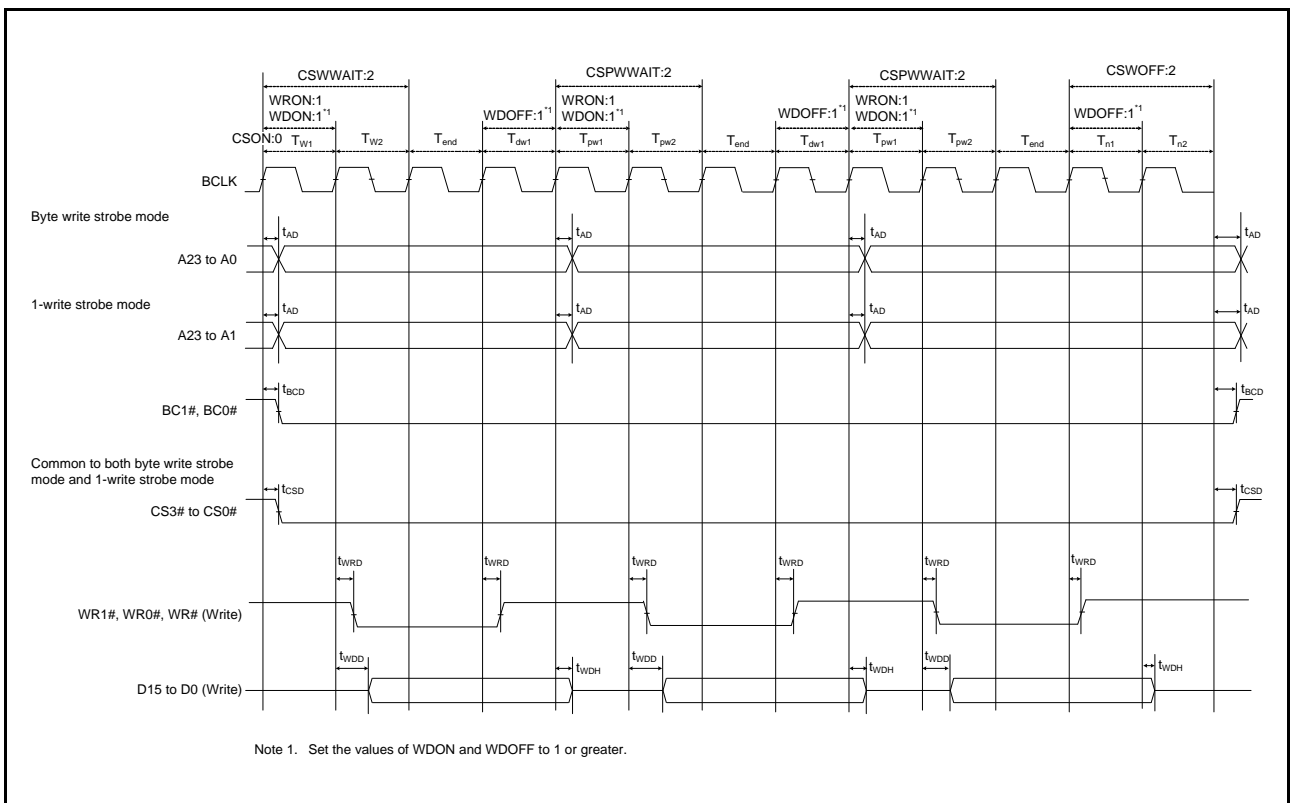 CSWWAIT:2 CSPWWAIT:2 CSPWWAIT:2 CSWOFF:2
WRON:1 WRON:1 WRON:1
WDON:1*1 WDOFF:1*1 WDON:1*1 WDOFF:1*1 WDON:1*1 WDOFF:1*1
CSON:0 TW1 TW2 Tend Tdw1 Tpw1 Tpw2 Tend Tdw1 Tpw1 Tpw2 Tend Tn1 Tn2
BCLK
Byte write strobe mode
tAD tAD tAD tAD
A23 to A0
1-write strobe mode
tAD tAD tAD tAD
A23 to A1
tBCD tBCD
BC1#, BC0#
Common to both byte write strobe
mode and 1-write strobe mode
tCSD tCSD
CS3# to CS0#
tWRD tWRD tWRD tWRD tWRD tWRD
WR1#, WR0#, WR# (Write)
tWDD tWDH tWDD tWDH tWDD tWDH
D15 to D0 (Write)
Note 1. Set the values of WDON and WDOFF to 1 or greater.